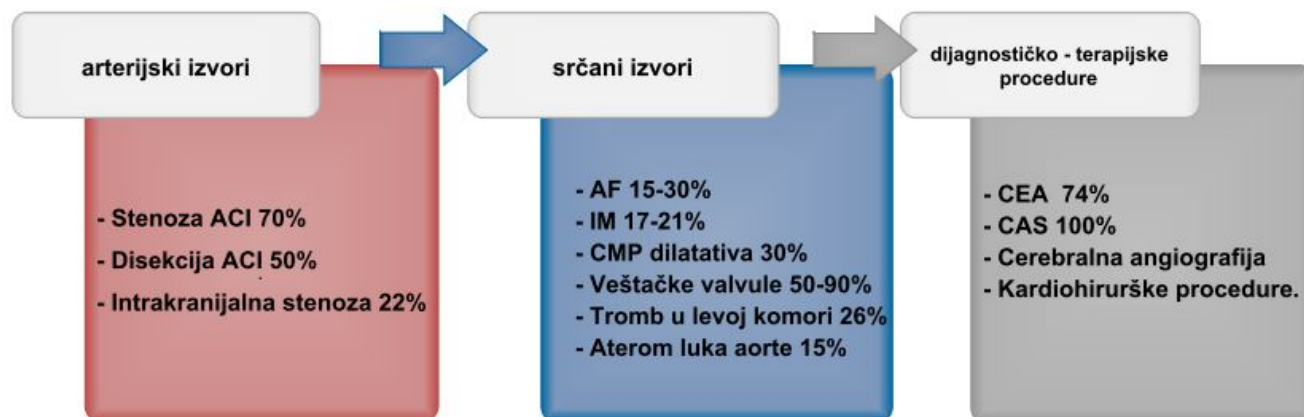 arterijski izvori
- Stenoza ACI 70%
- Disekcija ACI 50%
- Intrakranijalna stenoza 22%
srčani izvori
- AF 15-30%
- IM 17-21%
- CMP dilatativa 30%
- Veštačke valvule 50-90%
- Tromb u levoj komori 26%
- Aterom luka aorte 15%
dijagnostičko - terapijske
procedure
- CEA 74%
- CAS 100%
- Cerebralna angiografija
- Kardiohirurške procedure.